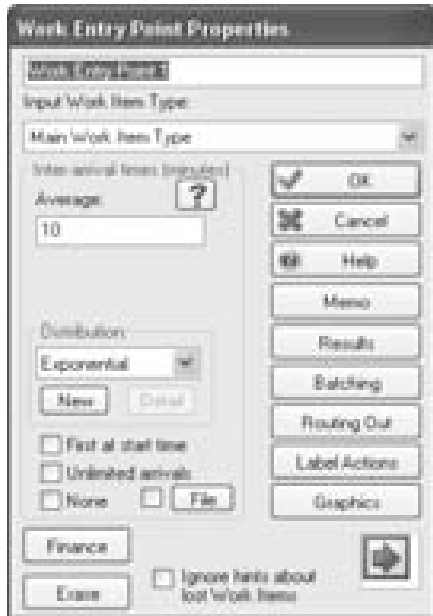 Work Entry Point Properties
Work Entry Point 1
Input Work Item Type:
Main Work Item Type
Inter-arrival times (minutes)
Average:
?
10
OK
Cancel
Help
Memo
Distribution:
Exponential
Results
Batching
New
Detail
Routing Out
First at start time
Unlimited arrivals
None
File
Label Actions
Graphics
Finance
Erase
Ignore hints about
lost Work Items